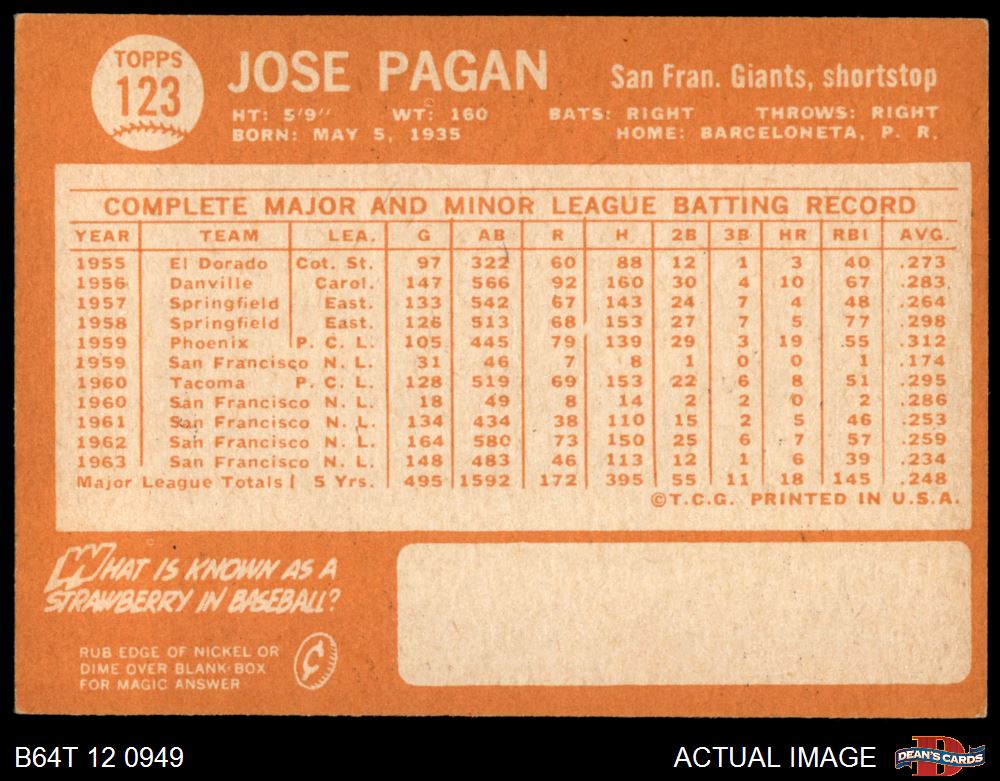 TOPPS
123
JOSE PAGAN
San Fran. Giants, shortstop
HT: 5'9" WT: 160 BATS: RIGHT THROWS: RIGHT
BORN: MAY 5, 1935 HOME: BARCELONETA, P. R.
COMPLETE MAJOR AND MINOR LEAGUE BATTING RECORD
YEAR TEAM LEA. G AB R H 2B 3B HR RBI AVG.
1955 El Dorado Cot. St. 97 322 60 88 12 1 3 40 .273
1956 Danville Carol. 147 566 92 160 30 4 10 67 .283
1957 Springfield East. 133 542 67 143 24 7 4 48 .264
1958 Springfield East. 126 513 68 153 27 7 5 77 .298
1959 Phoenix P. C. L. 105 445 79 139 29 3 19 55 .312
1959 San Francisco N. L. 31 46 7 8 1 0 0 1 .174
1960 Tacoma P. C. L. 128 519 69 153 22 6 8 51 .295
1960 San Francisco N. L. 18 49 8 14 2 2 0 2 .286
1961 San Francisco N. L. 134 434 38 110 15 2 5 46 .253
1962 San Francisco N. L. 164 580 73 150 25 6 7 57 .259
1963 San Francisco N. L. 148 483 46 113 12 1 6 39 .234
Major League Totals 5 Yrs. 495 1592 172 395 55 11 18 145 .248
©T.C.G. PRINTED IN U.S.A.
WHAT IS KNOWN AS A
STRAWBERRY IN BASEBALL?
RUB EDGE OF NICKEL OR
DIME OVER BLANK-BOX
FOR MAGIC ANSWER
¢
B64T 12 0949
ACTUAL IMAGE
D
DEAN'S CARDS